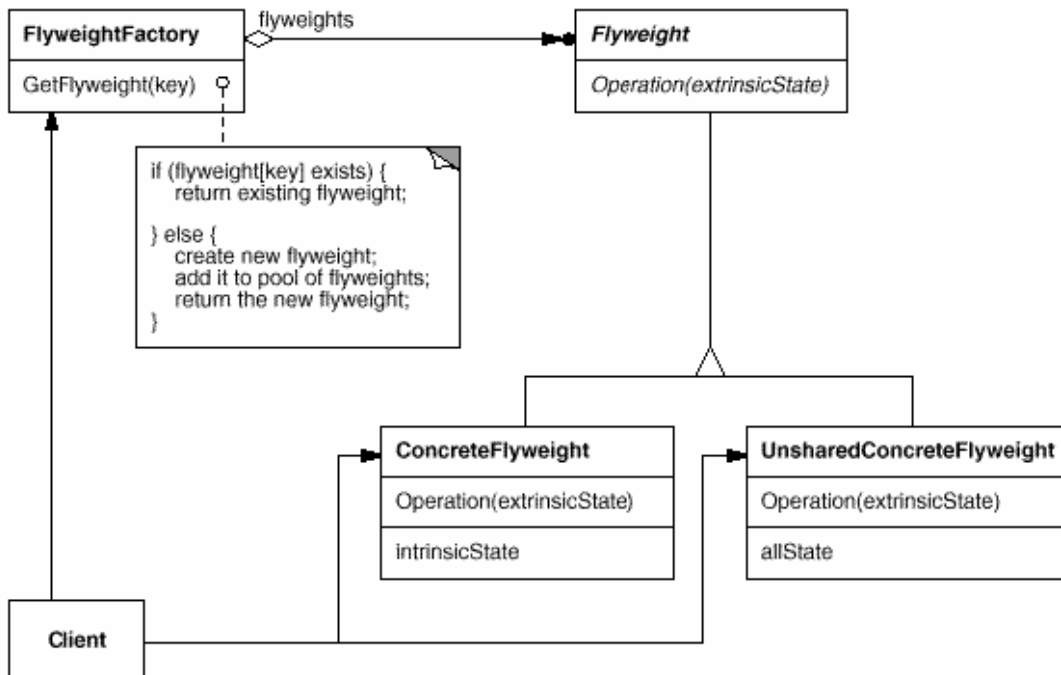 FlyweightFactory
GetFlyweight(key)
flyweights
Flyweight
Operation(extrinsicState)
if (flyweight[key] exists) {
return existing flyweight;
} else {
create new flyweight;
add it to pool of flyweights;
return the new flyweight;
}
ConcreteFlyweight
Operation(extrinsicState)
intrinsicState
UnsharedConcreteFlyweight
Operation(extrinsicState)
allState
Client